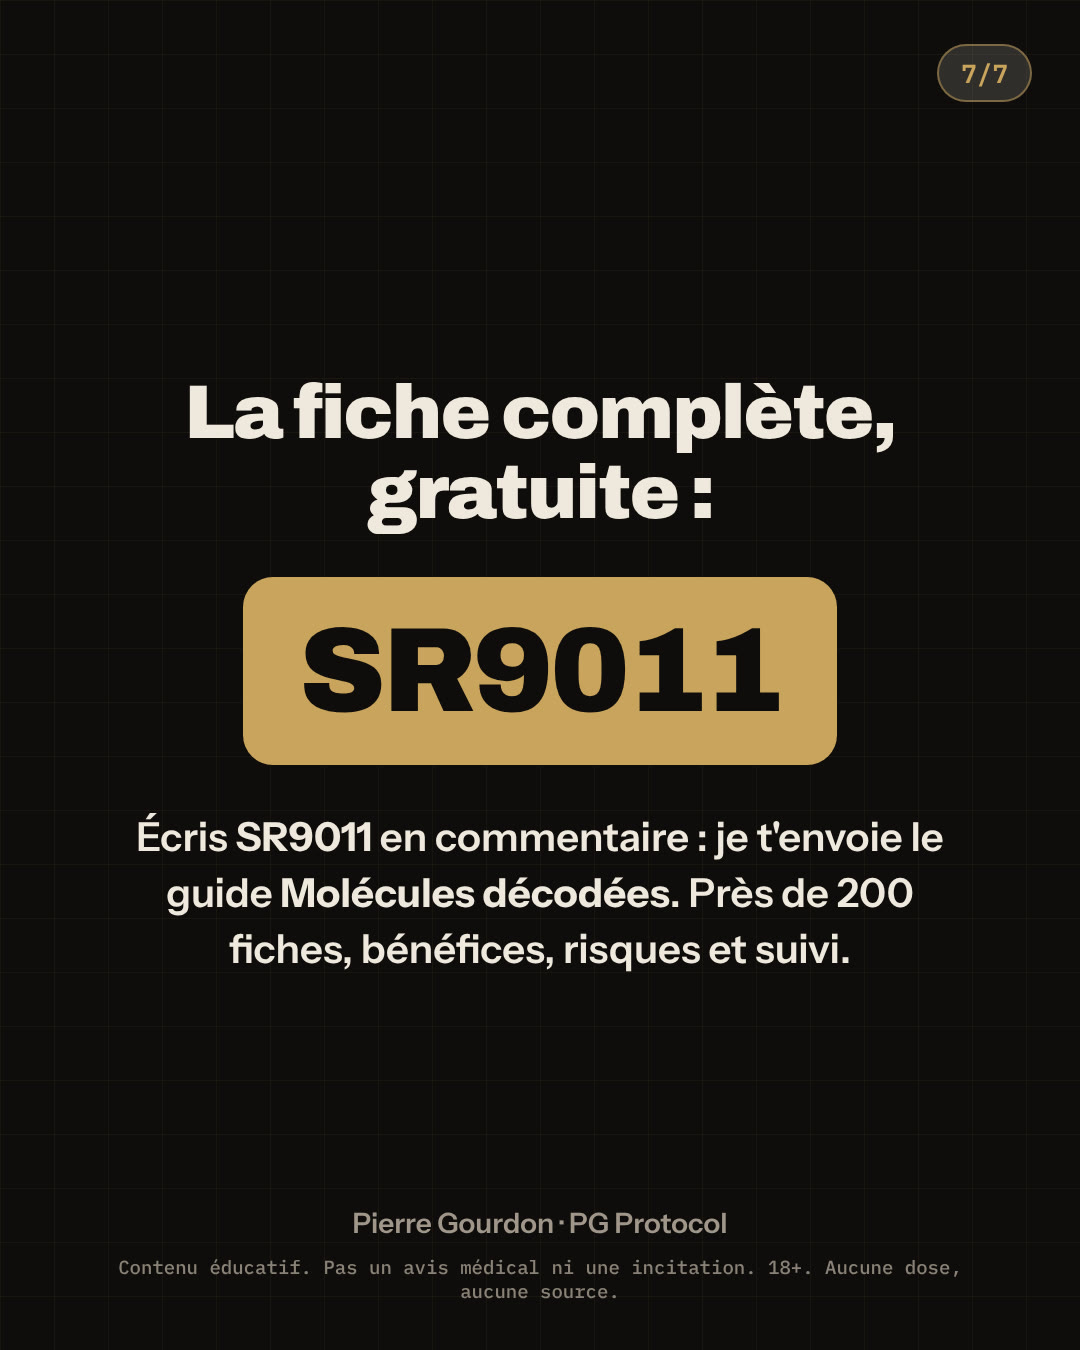 7/7
La fiche complète,
gratuite :
SR9011
Écris SR9011 en commentaire : je t'envoie le
guide Molécules décodées. Près de 200
fiches, bénéfices, risques et suivi.
Pierre Gourdon · PG Protocol
Contenu éducatif. Pas un avis médical ni une incitation. 18+. Aucune dose,
aucune source.